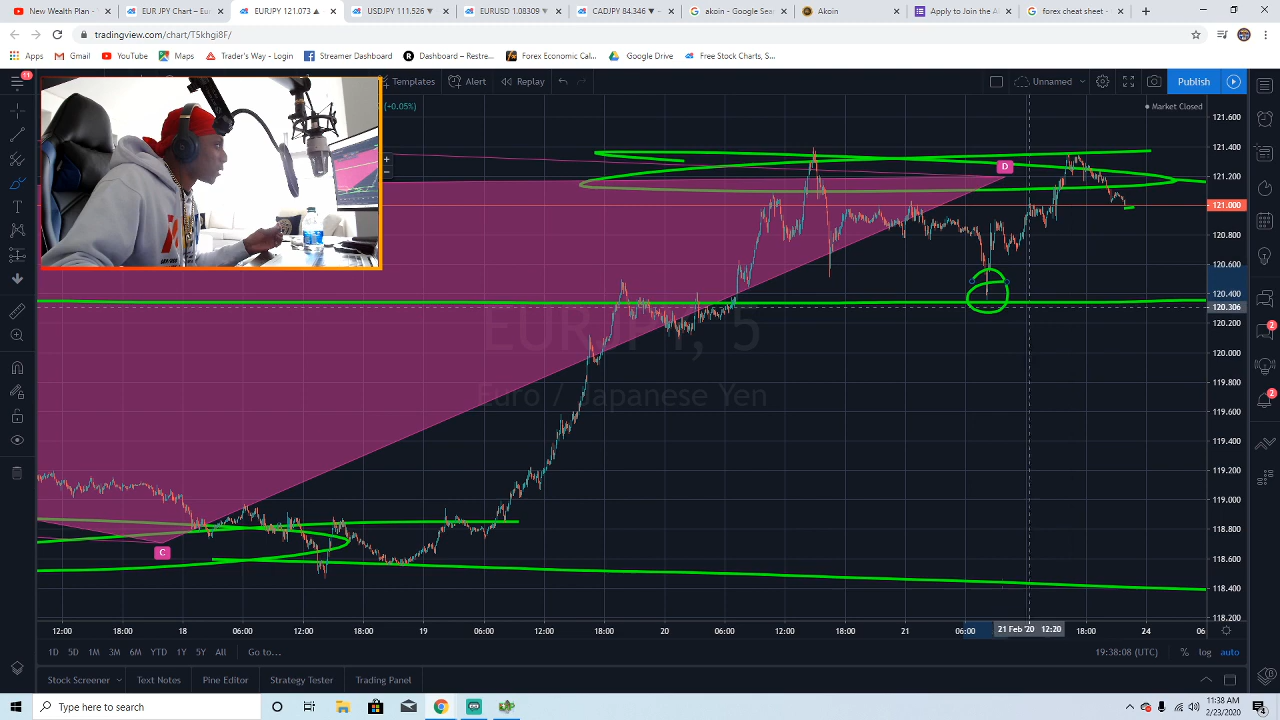 New Wealth Plan -
EUR JPY Chart – Eur
EURJPY 121.073 ▲
USDJPY 111.526 ▼
EURUSD 1.08309 ▼
CADJPY 84.346 ▼ –
akoin - Google Searc
Akoin
Apply to Join the A
forex cheat sheet -
tradingview.com/chart/T5khgi8F/
Apps
Gmail
YouTube
Maps
Trader's Way - Login
Streamer Dashboard
Dashboard – Restre...
Forex Economic Cal...
Google Drive
Free Stock Charts, S...
11
Templates
Alert
Replay
Unnamed
Publish
(+0.05%)
Market Closed
D
C
EURJPY, 5
Euro / Japanese Yen
121.600
121.400
121.200
121.000
120.800
120.600
120.400
120.306
120.200
120.000
119.800
119.600
119.400
119.200
119.000
118.800
118.600
118.400
118.200
2
2
12:00
18:00
18
06:00
12:00
18:00
19
06:00
12:00
18:00
20
06:00
12:00
18:00
21
06:00
21 Feb '20 12:20
18:00
24
06
1D 5D 1M 3M 6M YTD 1Y 5Y All Go to...
19:38:08 (UTC) % log auto
Stock Screener Text Notes Pine Editor Strategy Tester Trading Panel
Type here to search
11:38 AM
2/23/2020
4